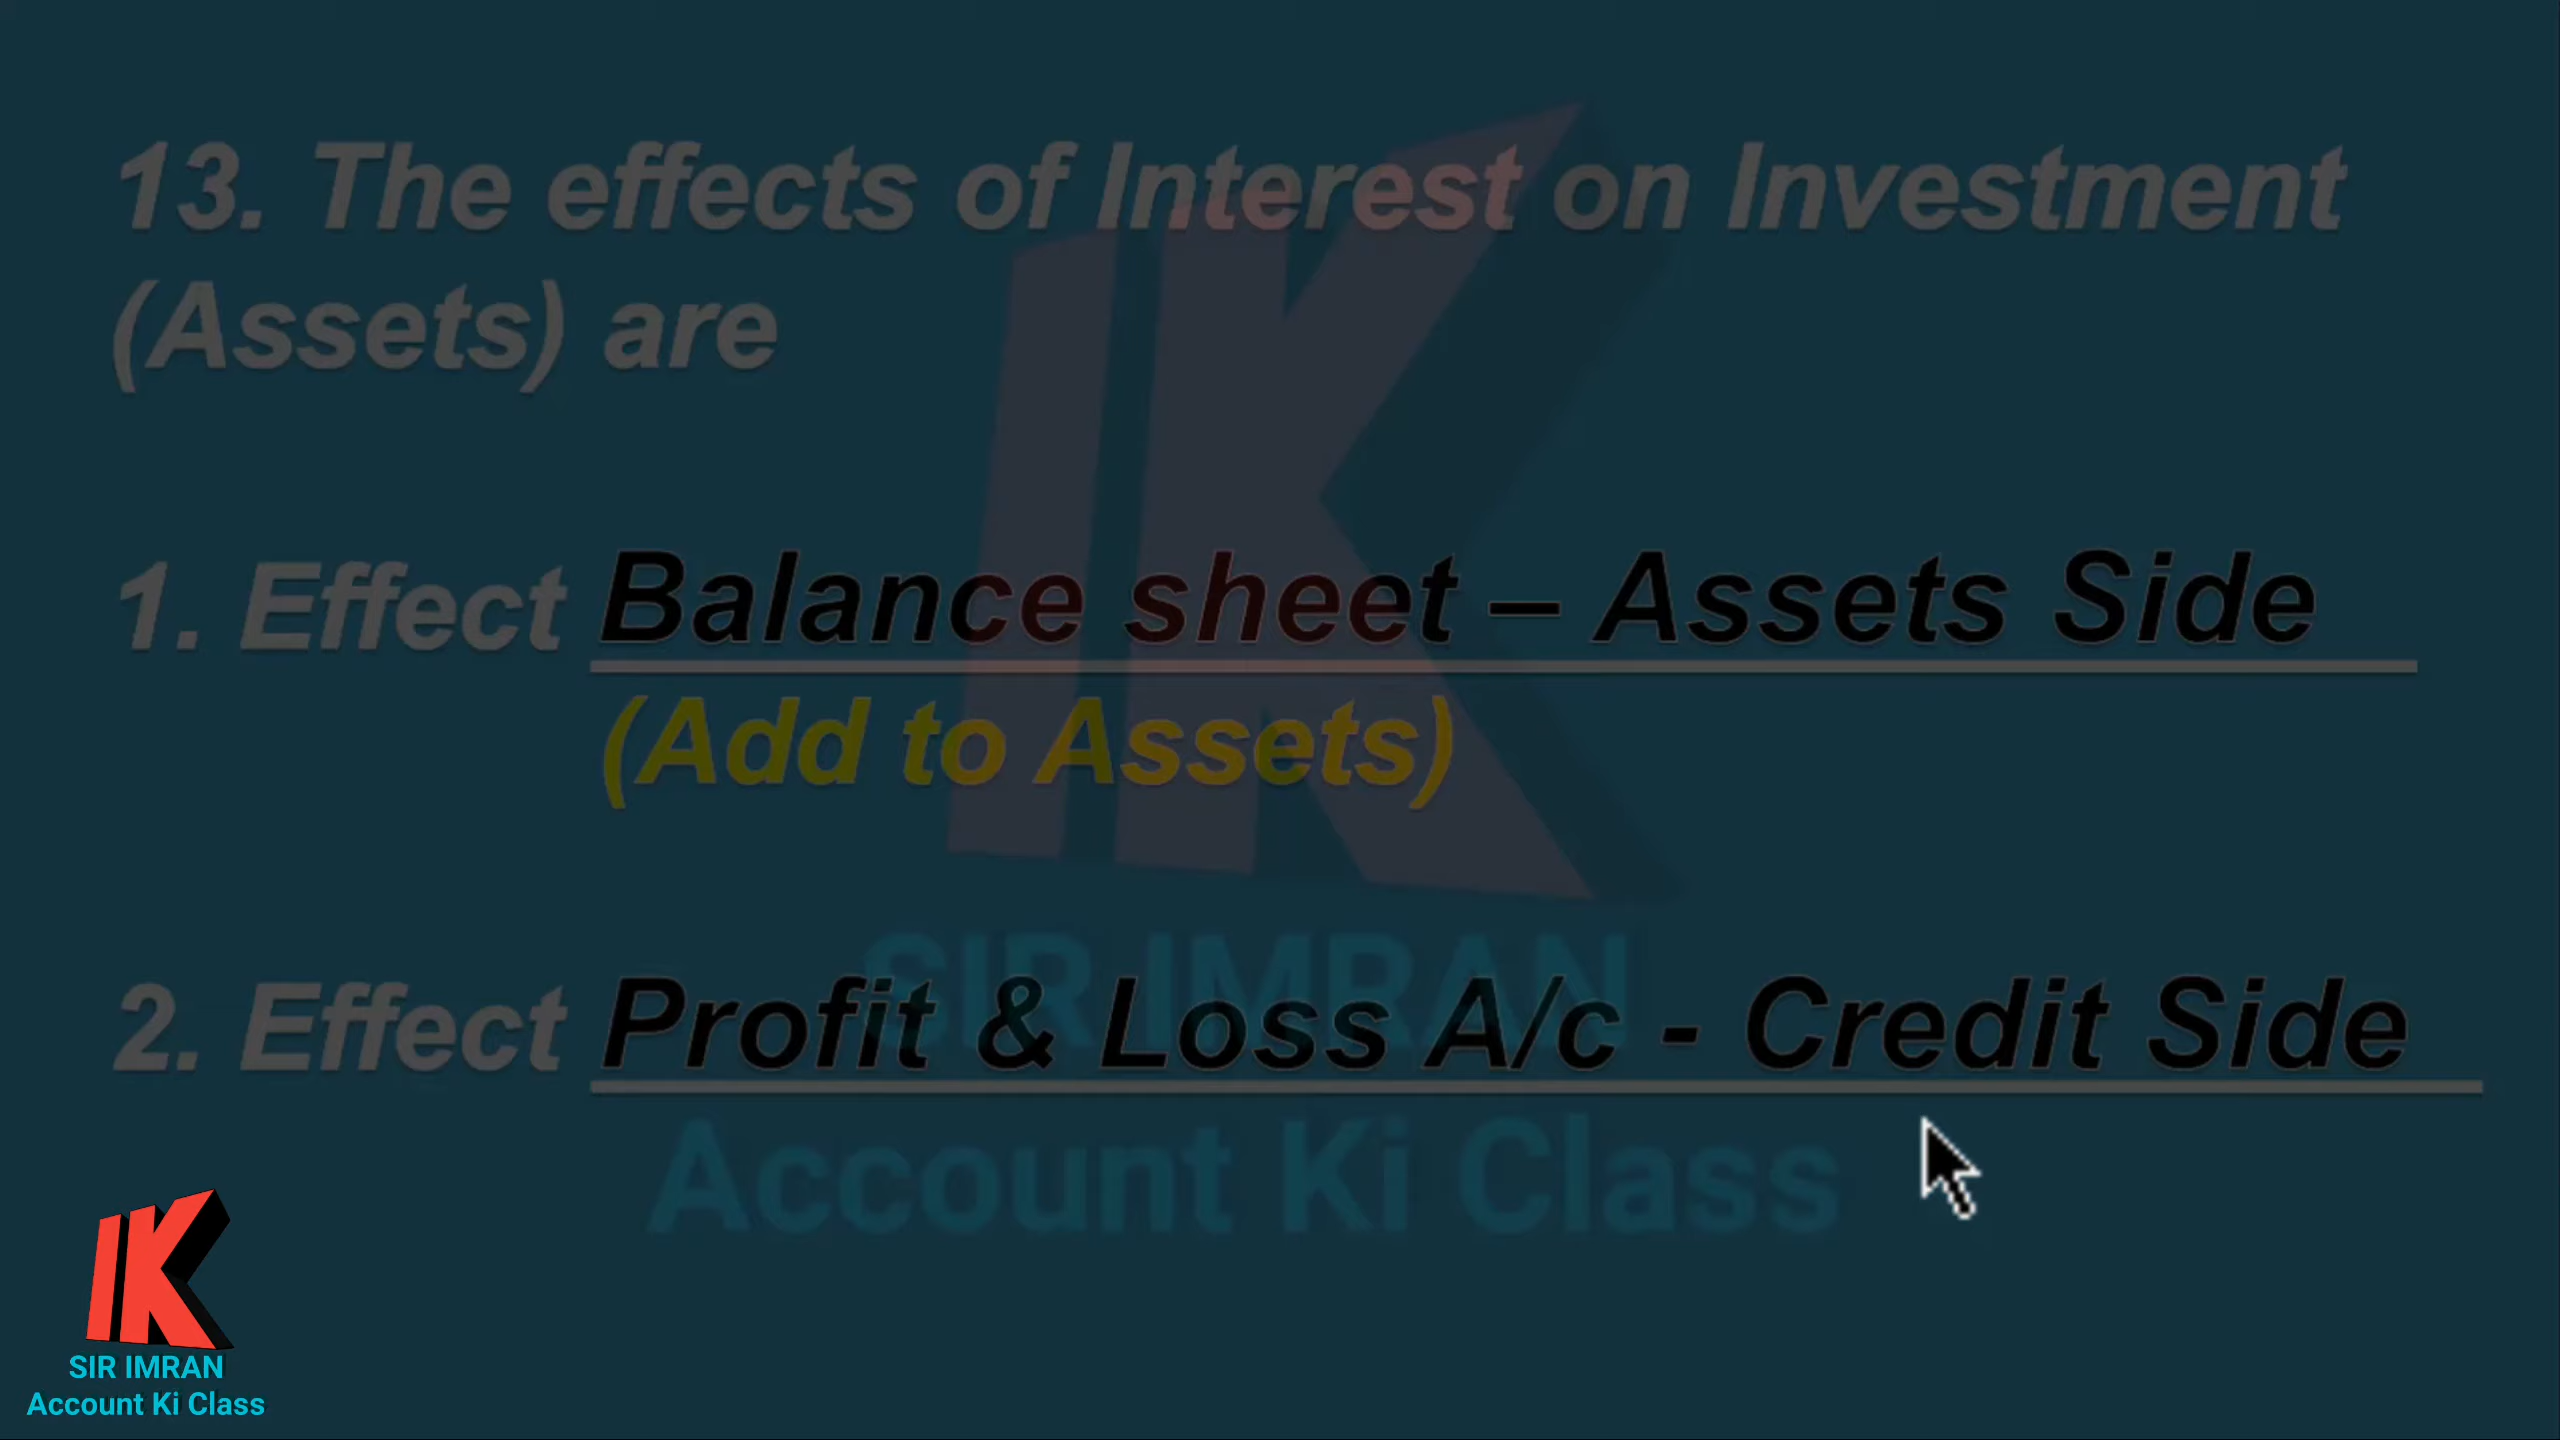 13. The effects of Interest on Investment
(Assets) are
1. Effect Balance sheet – Assets Side
(Add to Assets)
2. Effect Profit & Loss A/c - Credit Side
SIR IMRAN
Account Ki Class
IK
SIR IMRAN
Account Ki Class